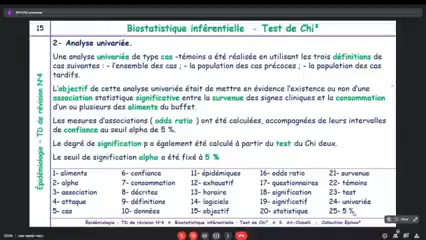 15
Biostatistique inférentielle - Test de Chi²
2- Analyse univariée.
Une analyse univariée de type cas -témoins a été réalisée en utilisant les trois définitions de
cas suivantes : - l'ensemble des cas ; - la population des cas précoces ; - la population des cas
tardifs.
L'objectif de cette analyse univariée était de mettre en évidence l'existence ou non d'une
association statistique significative entre la survenue des signes cliniques et la consommation
d'un ou plusieurs des aliments du buffet.
Les mesures d'associations ( odds ratio ) ont été calculées, accompagnées de leurs intervalles
de confiance au seuil alpha de 5 %.
Le degré de signification p a également été calculé à partir du test du Chi deux.
Le seuil de signification alpha a été fixé à 5 %
1- aliments 6- confiance 11- épidémiques 16- odds ratio 21- survenue
2- alpha 7- consommation 12- exhaustif 17- questionnaires 22- témoins
3- association 8- décrites 13- horaire 18- signification 23- test
4- attaque 9- définitions 14- logiciels 19- significatif 24- univariée
5- cas 10- données 15- objectif 20- statistique 25- 5 %
Épidémiologie - TD de révision N°4